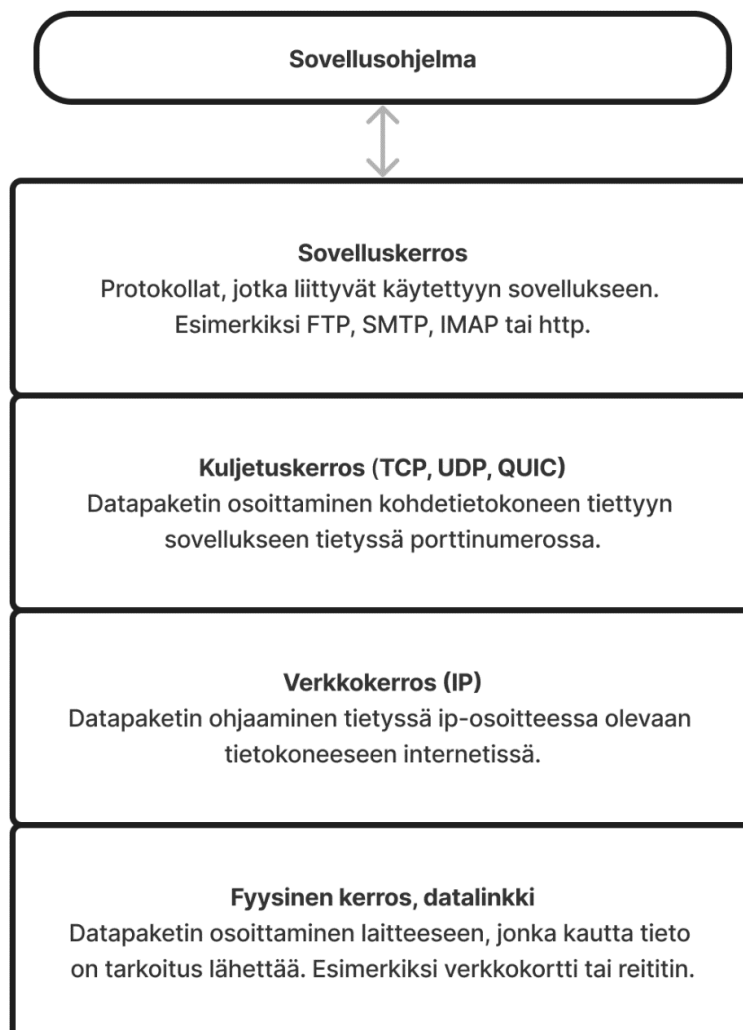 Sovellusohjelma
Sovelluskerros
Protokollat, jotka liittyvät käytettyyn sovellukseen.
Esimerkiksi FTP, SMTP, IMAP tai http.
Kuljetuskerros (TCP, UDP, QUIC)
Datapaketin osoittaminen kohdetietokoneen tiettyyn
sovellukseen tietyssä porttinumerossa.
Verkkokerros (IP)
Datapaketin ohjaaminen tietyssä ip-osoitteessa olevaan
tietokoneeseen internetissä.
Fyysinen kerros, datalinkki
Datapaketin osoittaminen laitteeseen, jonka kautta tieto
on tarkoitus lähettää. Esimerkiksi verkkokortti tai reititin.